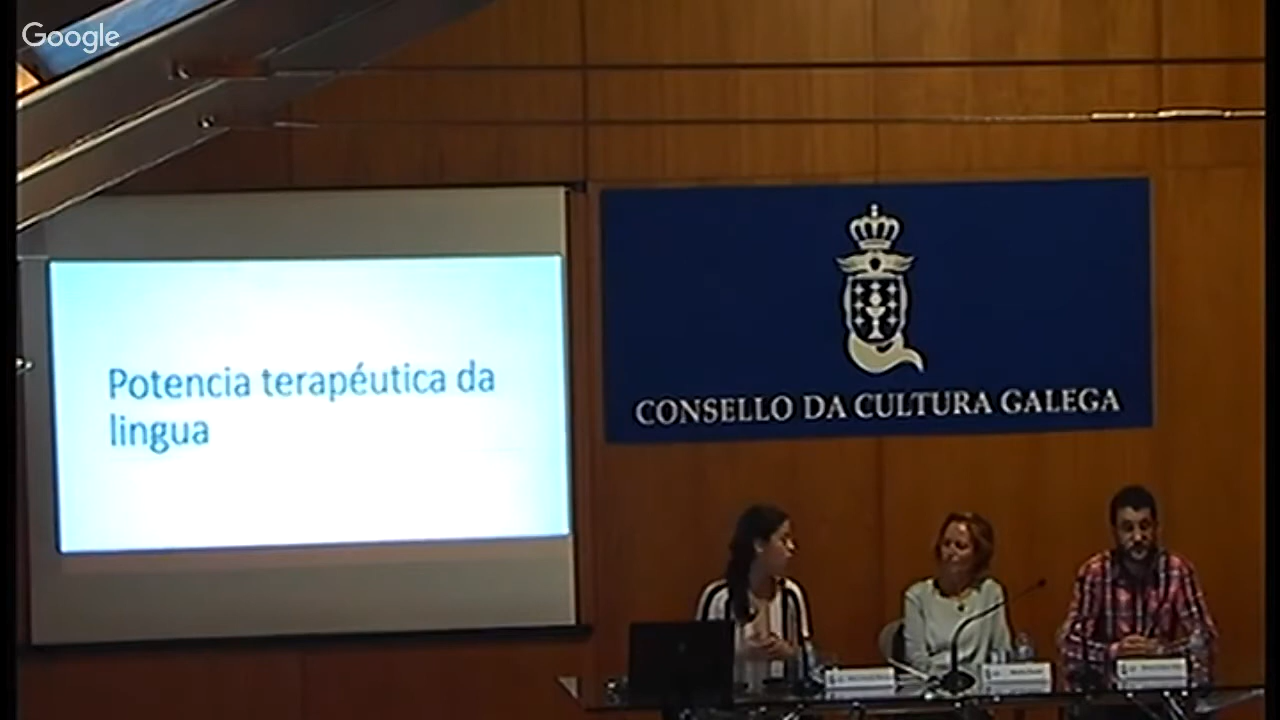 Google
Potencia terapéutica da
lingua
CONSELLO DA CULTURA GALEGA